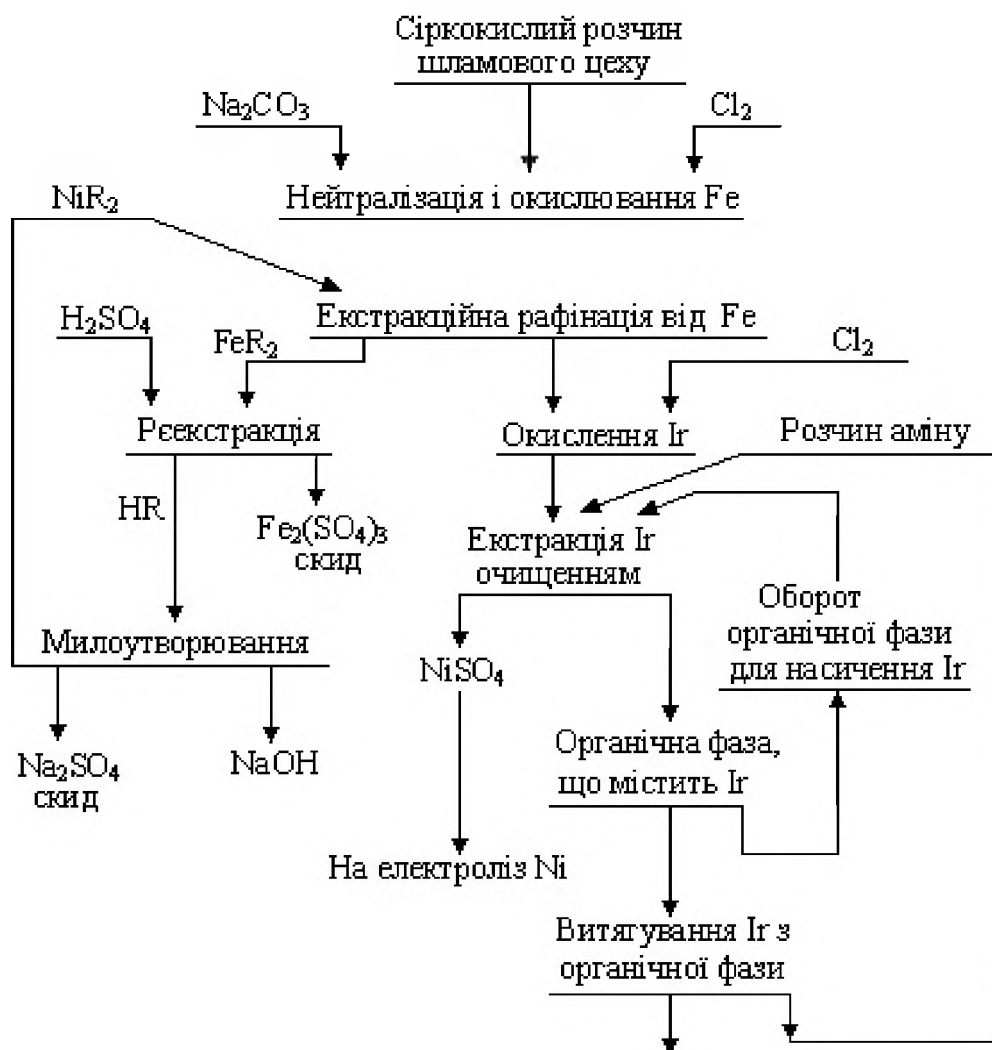 Сіркокислий розчин
шламового цеху
Na₂CO₃
Cl₂
Нейтралізація і окислювання Fe
NiR₂
H₂SO₄
Екстракційна рафінація від Fe
FeR₂
Cl₂
Рєекстракція
Окислення Ir
Розчин аміну
HR
Fe₂(SO₄)₃
скид
Екстракція Ir
очищенням
Оборот
органічної фази
для насичення Ir
Милоутворювання
NiSO₄
Na₂SO₄
скид
NaOH
Органічна фаза,
що містить Ir
На електроліз Ni
Витягування Ir з
органічної фази